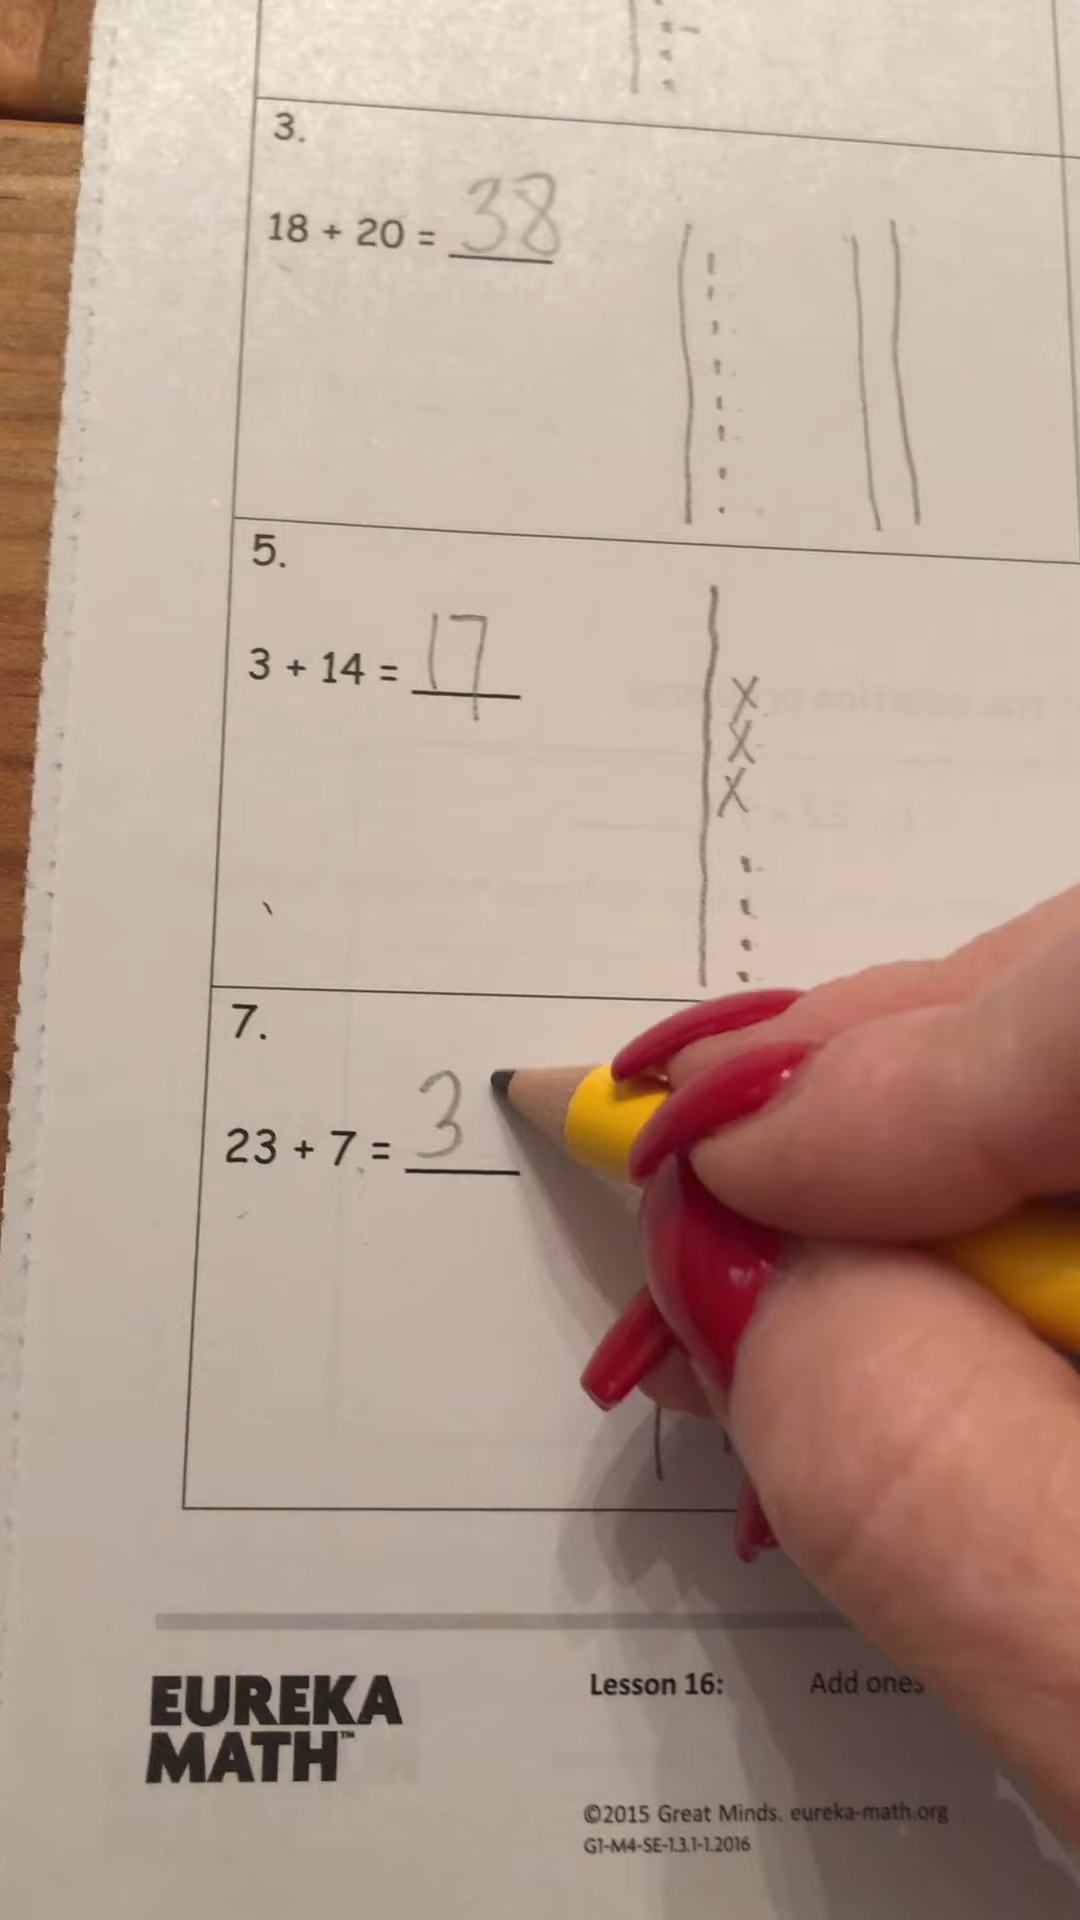 3.
18 + 20 = 38
5.
3 + 14 = 17
7.
23 + 7 = 3
EUREKA
MATH™
Lesson 16: Add ones
©2015 Great Minds. eureka-math.org
G1-M4-SE-1.3.1-1.2016